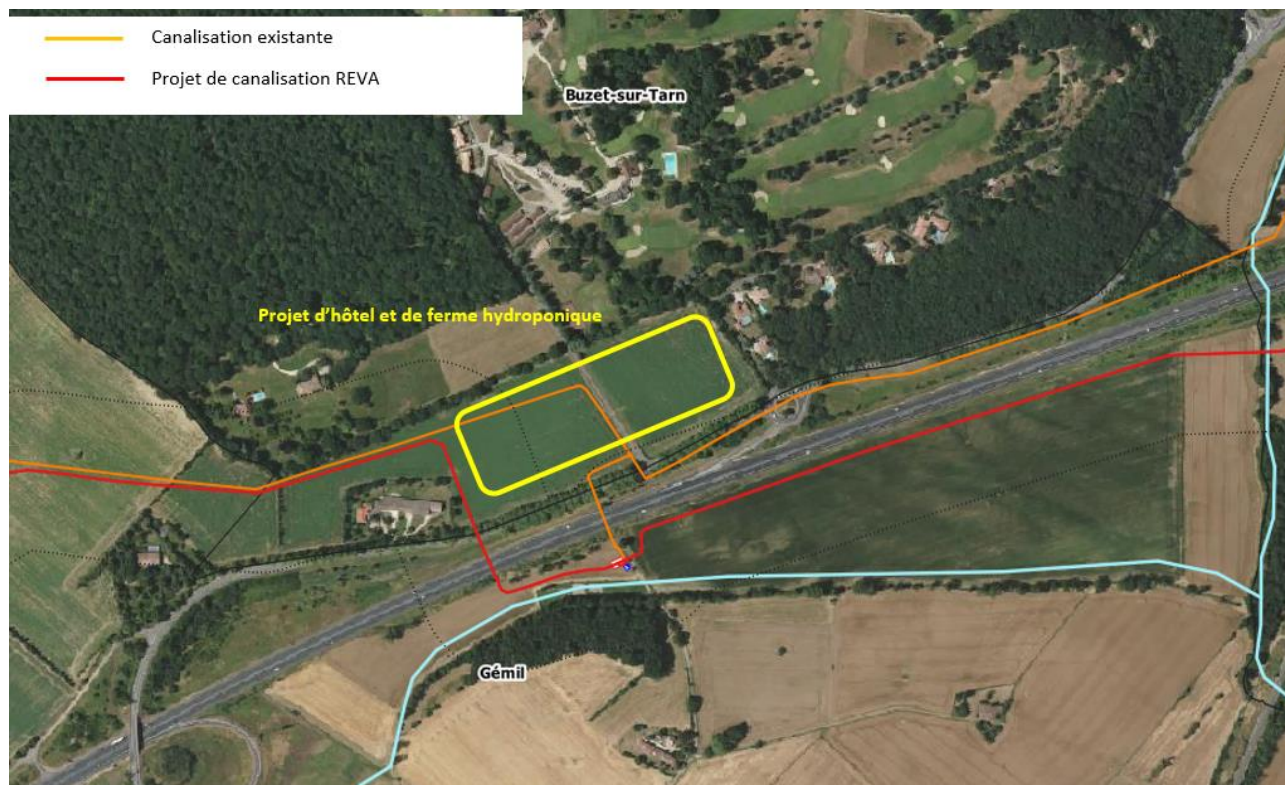 Canalisation existante
Projet de canalisation REVA
Buzet-sur-Tarn
Projet d'hôtel et de ferme hydroponique
Gémil